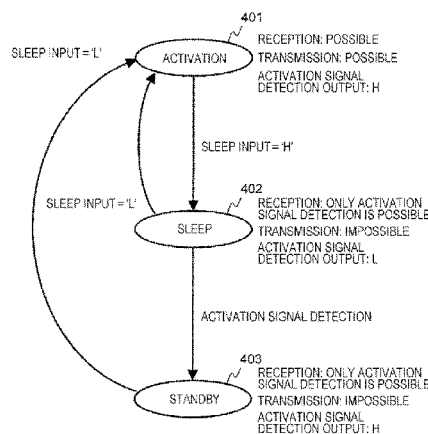 401
RECEPTION: POSSIBLE
SLEEP INPUT = 'L'
ACTIVATION
TRANSMISSION: POSSIBLE
ACTIVATION SIGNAL
DETECTION OUTPUT: H
SLEEP INPUT = 'H'
402
SLEEP INPUT = 'L'
RECEPTION: ONLY ACTIVATION
SIGNAL DETECTION IS POSSIBLE
SLEEP
TRANSMISSION: IMPOSSIBLE
ACTIVATION SIGNAL
DETECTION OUTPUT: L
ACTIVATION SIGNAL DETECTION
403
RECEPTION: ONLY ACTIVATION
SIGNAL DETECTION IS POSSIBLE
STANDBY
TRANSMISSION: IMPOSSIBLE
ACTIVATION SIGNAL
DETECTION OUTPUT: H